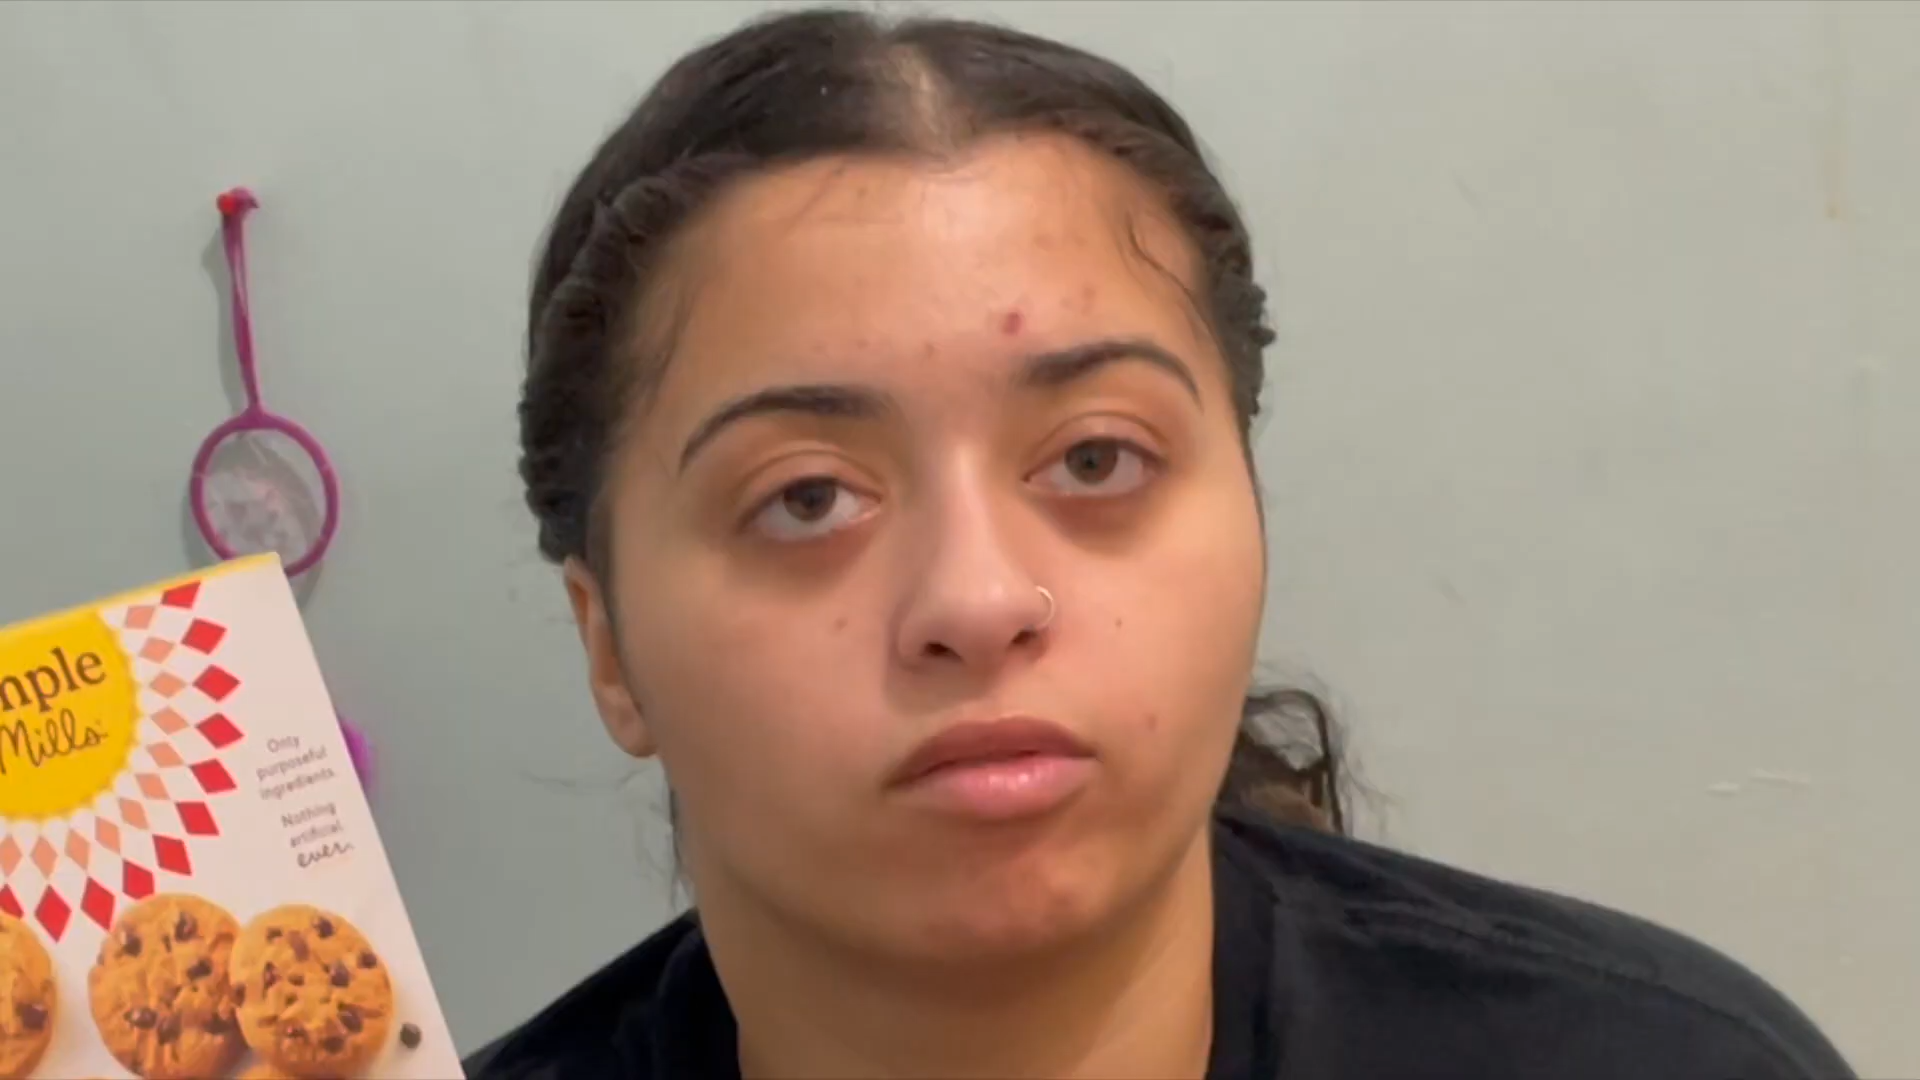 mple
Mills
Only
purposeful
ingredients.
Nothing
artificial,
ever.